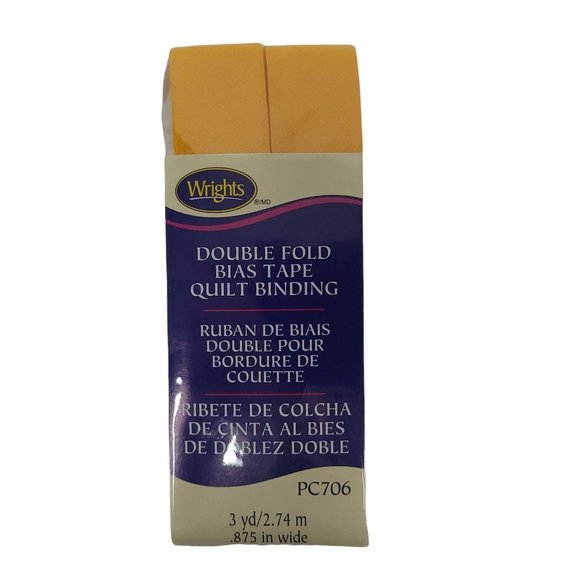 Wrights
®/MD
DOUBLE FOLD
BIAS TAPE
QUILT BINDING
RUBAN DE BIAIS
DOUBLE POUR
BORDURE DE
COUETTE
RIBETE DE COLCHA
DE CINTA AL BIES
DE DOBLEZ DOBLE
PC706
3 yd/2.74 m
.875 in wide